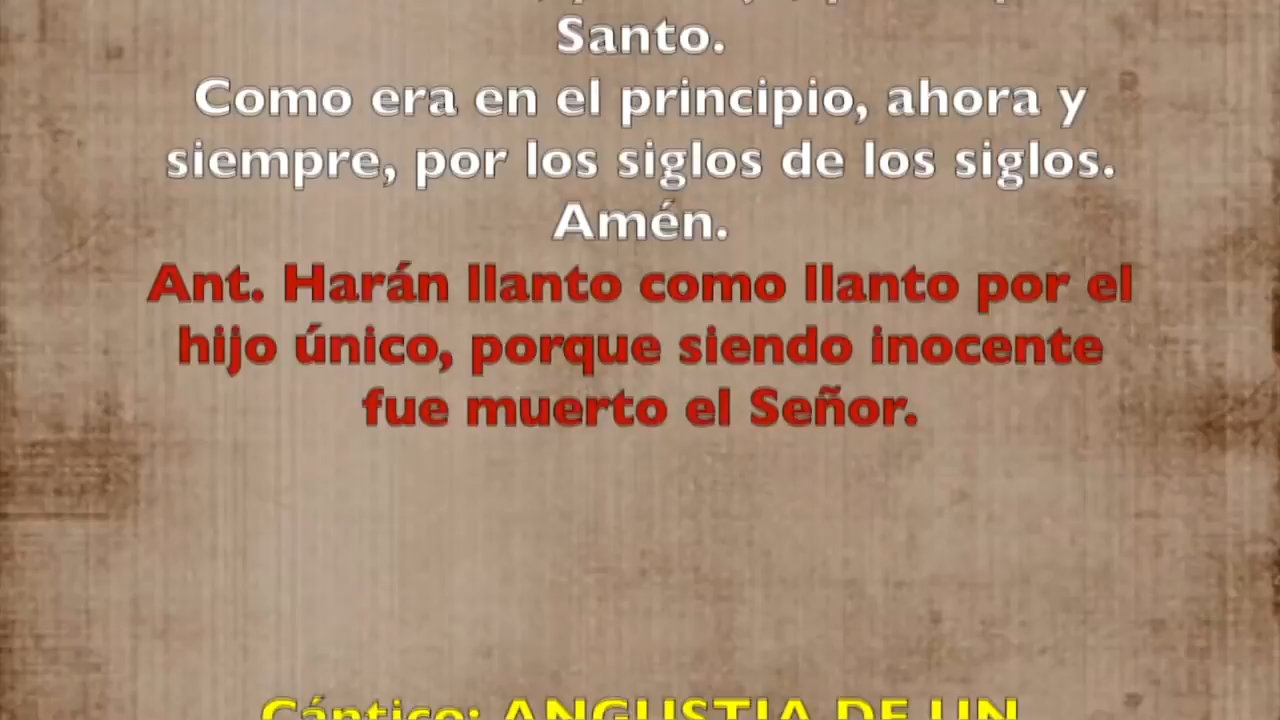 Santo.
Como era en el principio, ahora y
siempre, por los siglos de los siglos.
Amén.
Ant. Harán llanto como llanto por el
hijo único, porque siendo inocente
fue muerto el Señor.
Cántico: ANGUSTIA DE UN